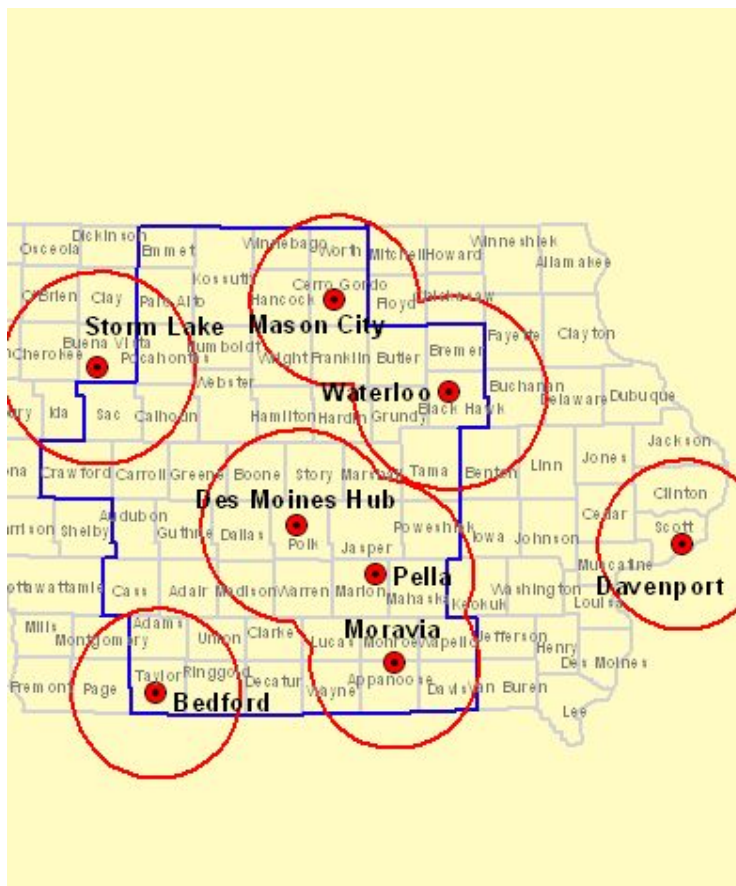 Dickinson
Osceola
Emmet
Winnebago
Worth
Mitchell
Howard
Winneshiek
Allamakee
O'Brien
Clay
Palo Alto
Kossuth
Hancock
Cerro Gordo
Floyd
Chickasaw
Storm Lake
Mason City
Cherokee
Buena Vista
Pocahontas
Humboldt
Wright
Franklin
Butler
Bremer
Fayette
Clayton
Waterloo
Ida
Sac
Calhoun
Webster
Hamilton
Hardin
Grundy
Black Hawk
Buchanan
Delaware
Dubuque
Crawford
Carroll
Greene
Boone
Story
Marshall
Tama
Benton
Linn
Jones
Jackson
Des Moines Hub
Clinton
rrison
Shelby
Audubon
Guthrie
Dallas
Polk
Jasper
Poweshiek
Iowa
Johnson
Cedar
Scott
Muscatine
Davenport
Pella
ottawattamie
Cass
Adair
Madison
Warren
Marion
Mahaska
Keokuk
Washington
Louisa
Moravia
Mills
Montgomery
Adams
Union
Clarke
Lucas
Monroe
Wapello
Jefferson
Henry
Des Moines
Fremont
Page
Taylor
Ringgold
Decatur
Wayne
Appanoose
Davis
Van Buren
Lee
Bedford